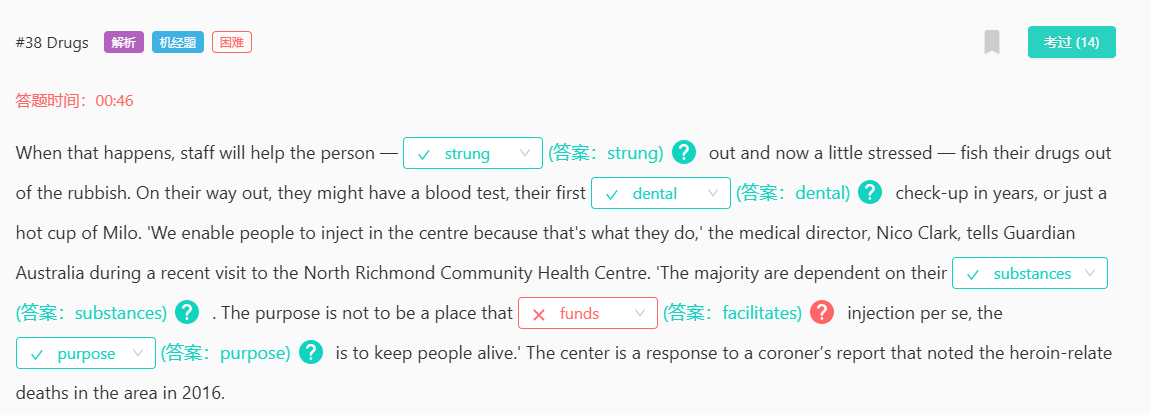 #38 Drugs 解析 机经题 困难 考过 (14)
答题时间：00:46
When that happens, staff will help the person — strung (答案：strung) ? out and now a little stressed — fish their drugs out
of the rubbish. On their way out, they might have a blood test, their first dental (答案：dental) ? check-up in years, or just a
hot cup of Milo. 'We enable people to inject in the centre because that's what they do,' the medical director, Nico Clark, tells Guardian
Australia during a recent visit to the North Richmond Community Health Centre. 'The majority are dependent on their substances
(答案：substances) ? . The purpose is not to be a place that funds (答案：facilitates) ? injection per se, the
purpose (答案：purpose) ? is to keep people alive.' The center is a response to a coroner’s report that noted the heroin-relate
deaths in the area in 2016.